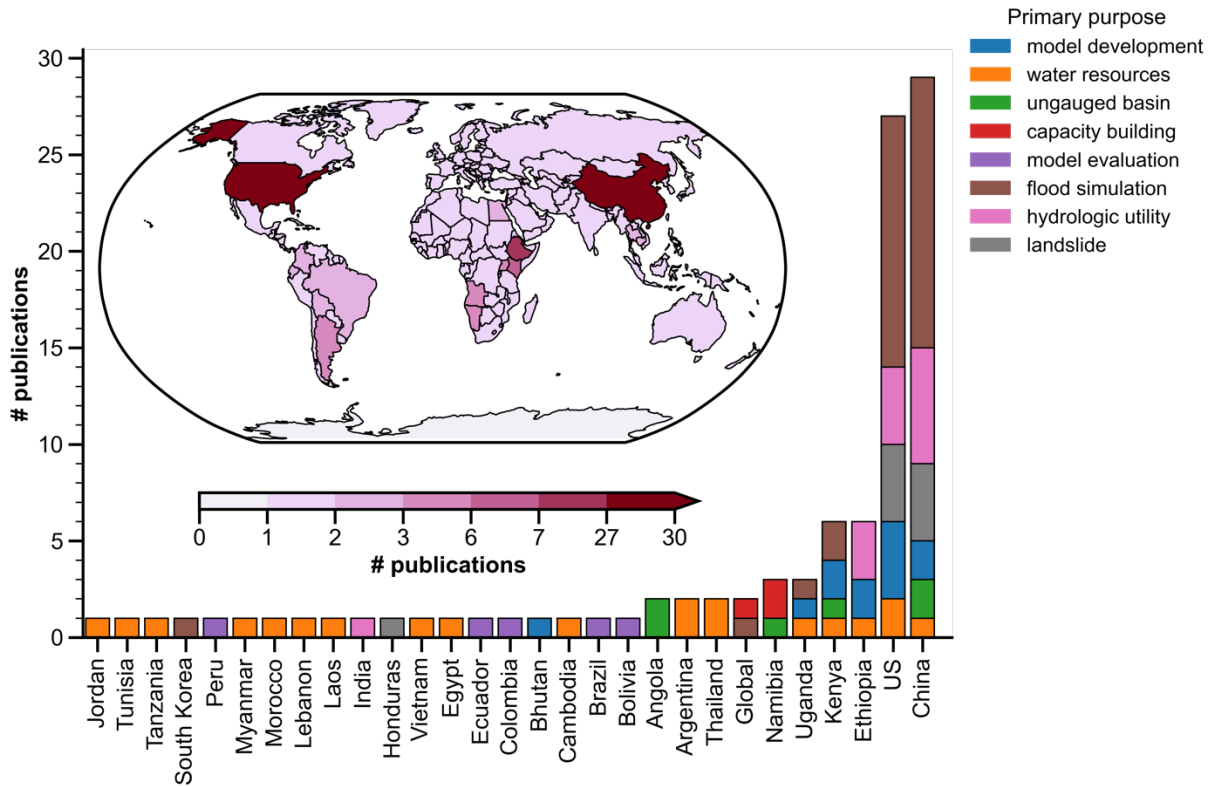 Primary purpose
model development
water resources
ungauged basin
capacity building
model evaluation
flood simulation
hydrologic utility
landslide
# publications
30
25
20
15
10
5
0
0 1 2 3 6 7 27 30
# publications
Jordan
Tunisia
Tanzania
South Korea
Peru
Myanmar
Morocco
Lebanon
Laos
India
Honduras
Vietnam
Egypt
Ecuador
Colombia
Bhutan
Cambodia
Brazil
Bolivia
Angola
Argentina
Thailand
Global
Namibia
Uganda
Kenya
Ethiopia
US
China